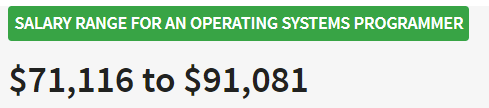 SALARY RANGE FOR AN OPERATING SYSTEMS PROGRAMMER
$71,116 to $91,081